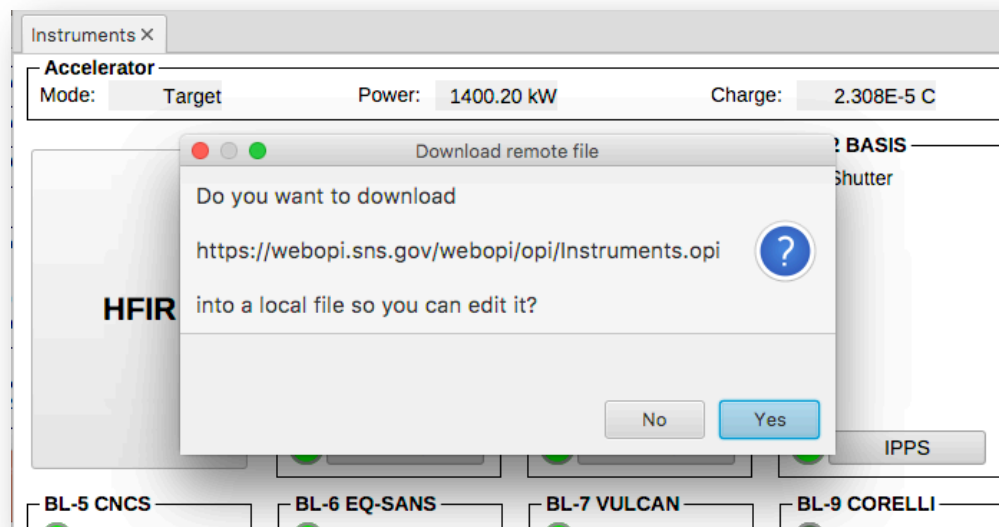 Instruments ×
Accelerator
Mode: Target Power: 1400.20 kW Charge: 2.308E-5 C
Download remote file
Do you want to download
https://webopi.sns.gov/webopi/opi/Instruments.opi
into a local file so you can edit it?
?
No Yes
HFIR
2 BASIS
Shutter
IPPS
BL-5 CNCS BL-6 EQ-SANS BL-7 VULCAN BL-9 CORELLI